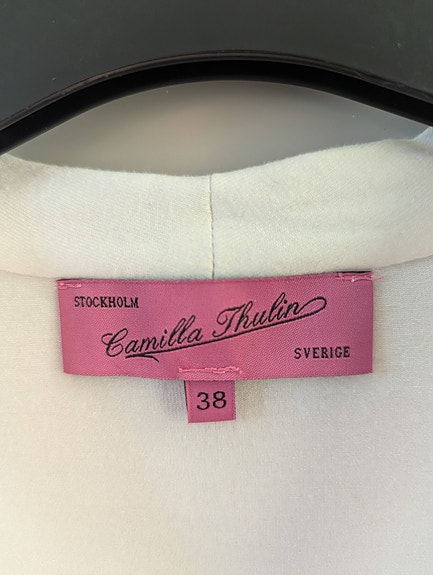 STOCKHOLM
Camilla Thulin
SVERIGE
38